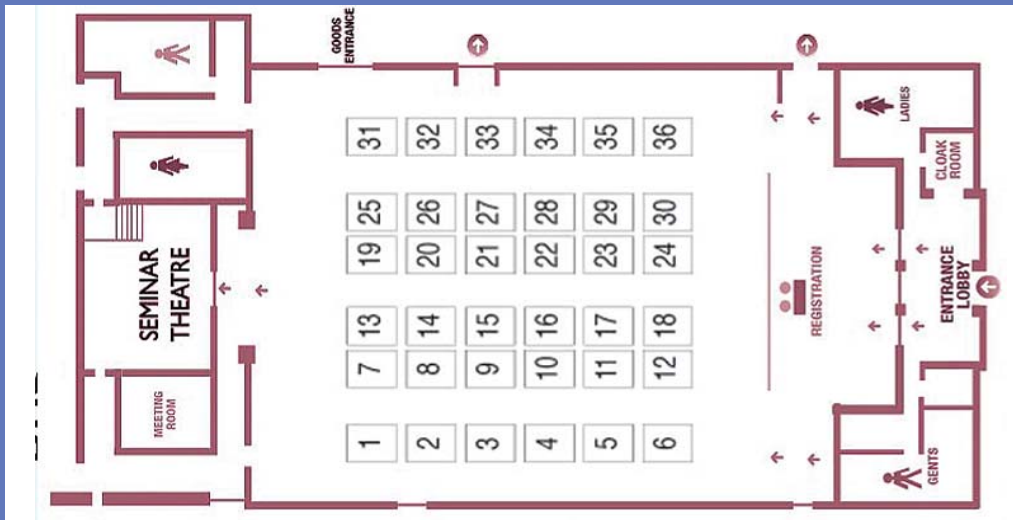 GOODS
ENTRANCE
LADIES
CLOAK
ROOM
31 32 33 34 35 36
25 26 27 28 29 30
19 20 21 22 23 24
SEMINAR
THEATRE
REGISTRATION
ENTRANCE
LOBBY
13 14 15 16 17 18
7 8 9 10 11 12
MEETING
ROOM
1 2 3 4 5 6
GENTS